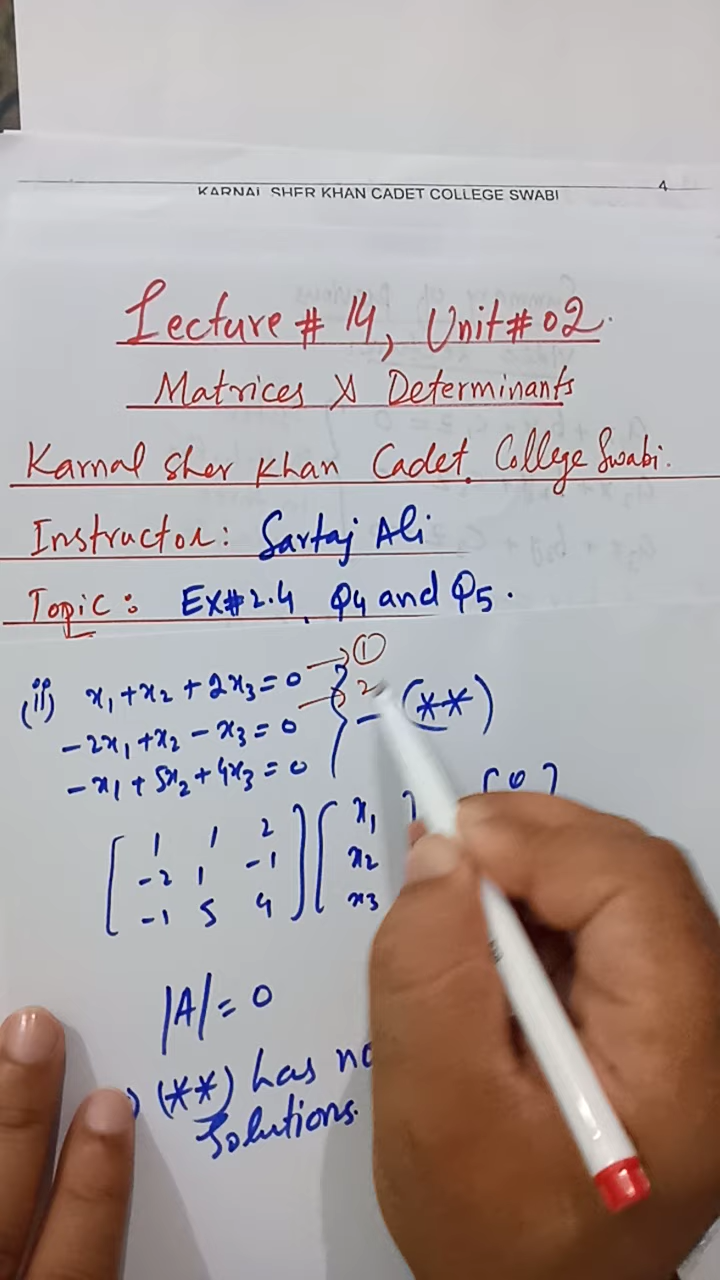 KARNAL SHER KHAN CADET COLLEGE SWABI 4
Lecture # 14, Unit # 02.
Matrices & Determinants
Karnal Sher Khan Cadet College Swabi.
Instructor: Sartaj Ali
Topic: EX# 2.4, Q4 and Q5.
(ii) x₁ + x₂ + 2x₃ = 0 → ①
-2x₁ + x₂ - x₃ = 0 → 2 — (**)
-x₁ + 5x₂ + 4x₃ = 0
[ 1 1 2 ] [ x₁ ] [ 0 ]
-2 1 -1 x₂
-1 5 4 x₃
|A| = 0
(**) has
Solutions.